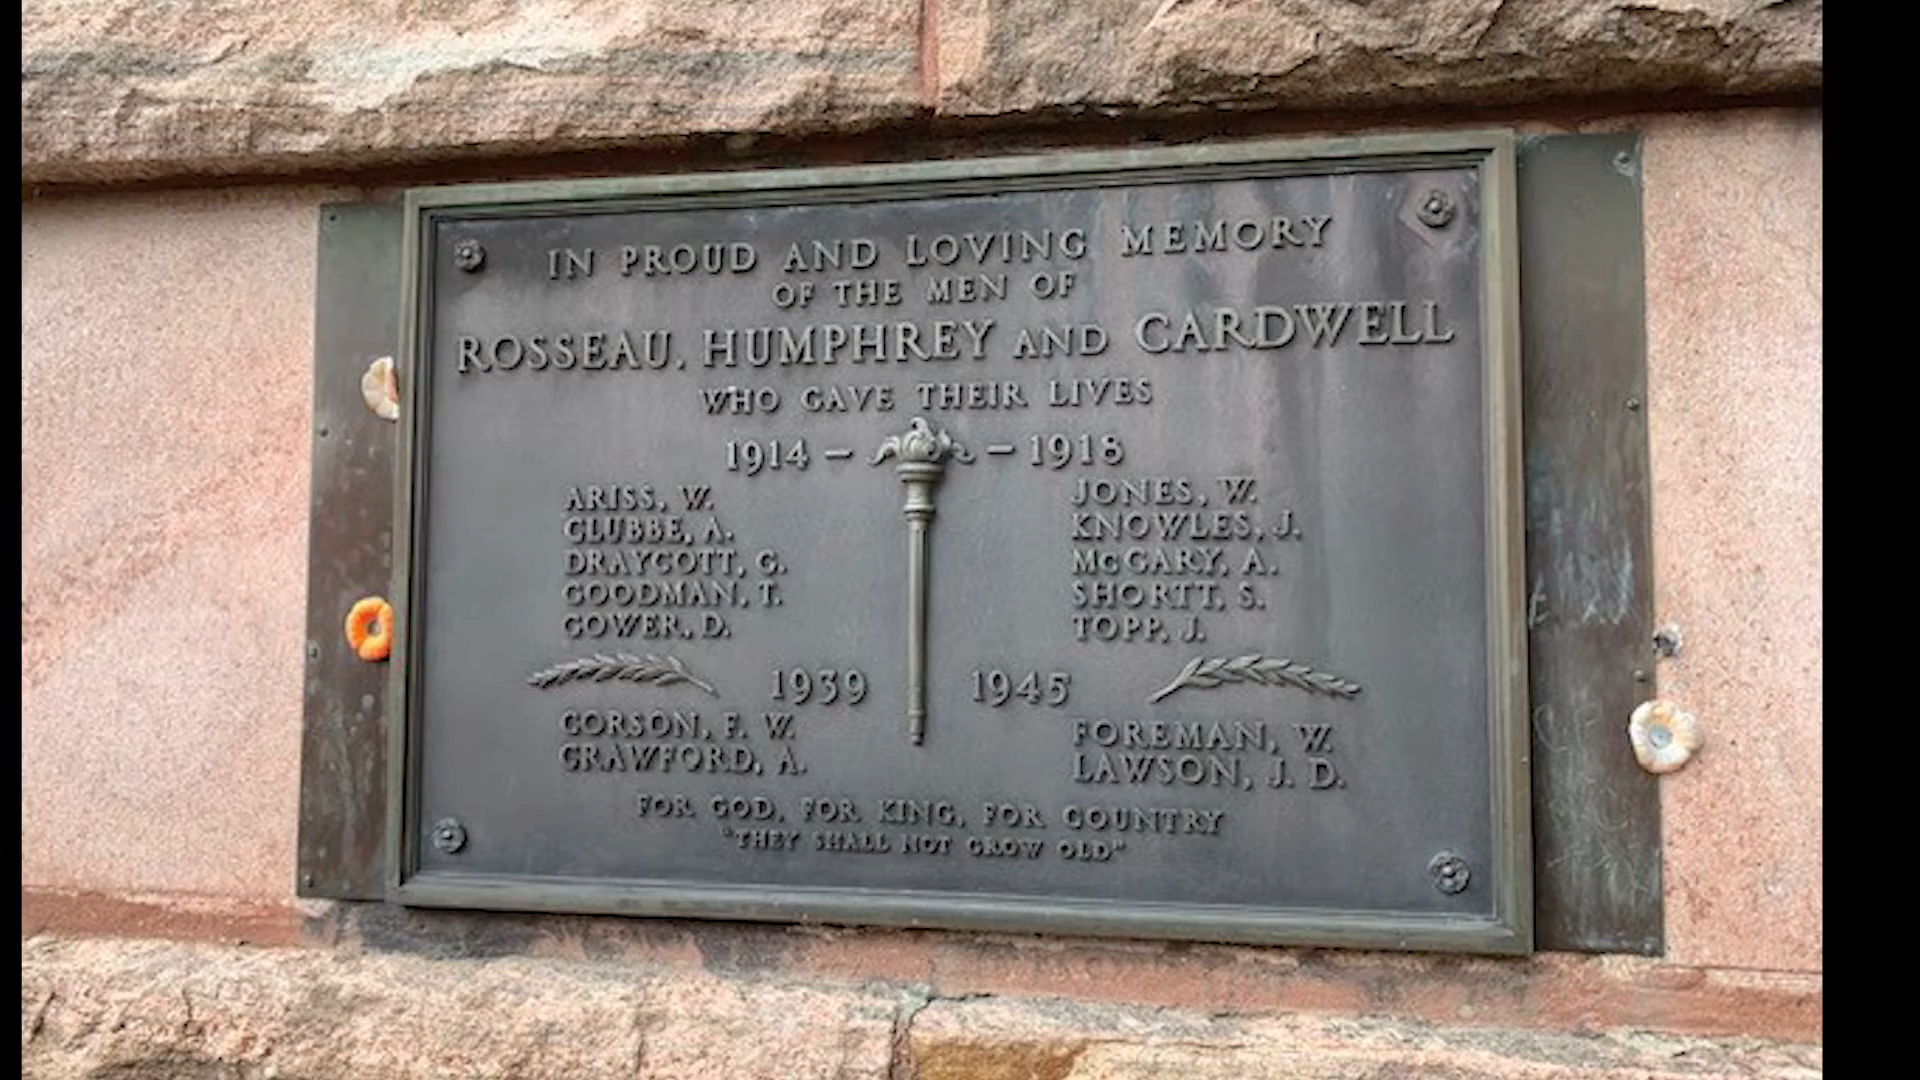 IN PROUD AND LOVING MEMORY
OF THE MEN OF
ROSSEAU, HUMPHREY AND CARDWELL
WHO GAVE THEIR LIVES
1914 – – 1918
ARISS, W.
CLUBBE, A.
DRAYCOTT, G.
GOODMAN, T.
GOWER, D.
JONES, W.
KNOWLES, J.
McGARY, A.
SHORTT, S.
TOPP, J.
1939 1945
CORSON, F. W.
CRAWFORD, A.
FOREMAN, W.
LAWSON, J. D.
FOR GOD, FOR KING, FOR COUNTRY
"THEY SHALL NOT GROW OLD"